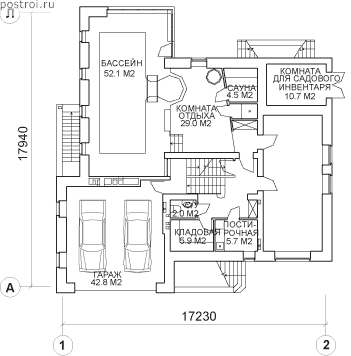 postroi.ru
Д
БАССЕЙН
52.1 М2
САУНА
4.5 М2
КОМНАТА
ДЛЯ САДОВОГО
ИНВЕНТАРЯ
10.7 М2
КОМНАТА
ОТДЫХА
29.0 М2
17940
С/У
2.0 М2
КЛАДОВАЯ
5.9 М2
ПОСТИ-
РОЧНАЯ
5.7 М2
ГАРАЖ
42.8 М2
А
17230
1
2